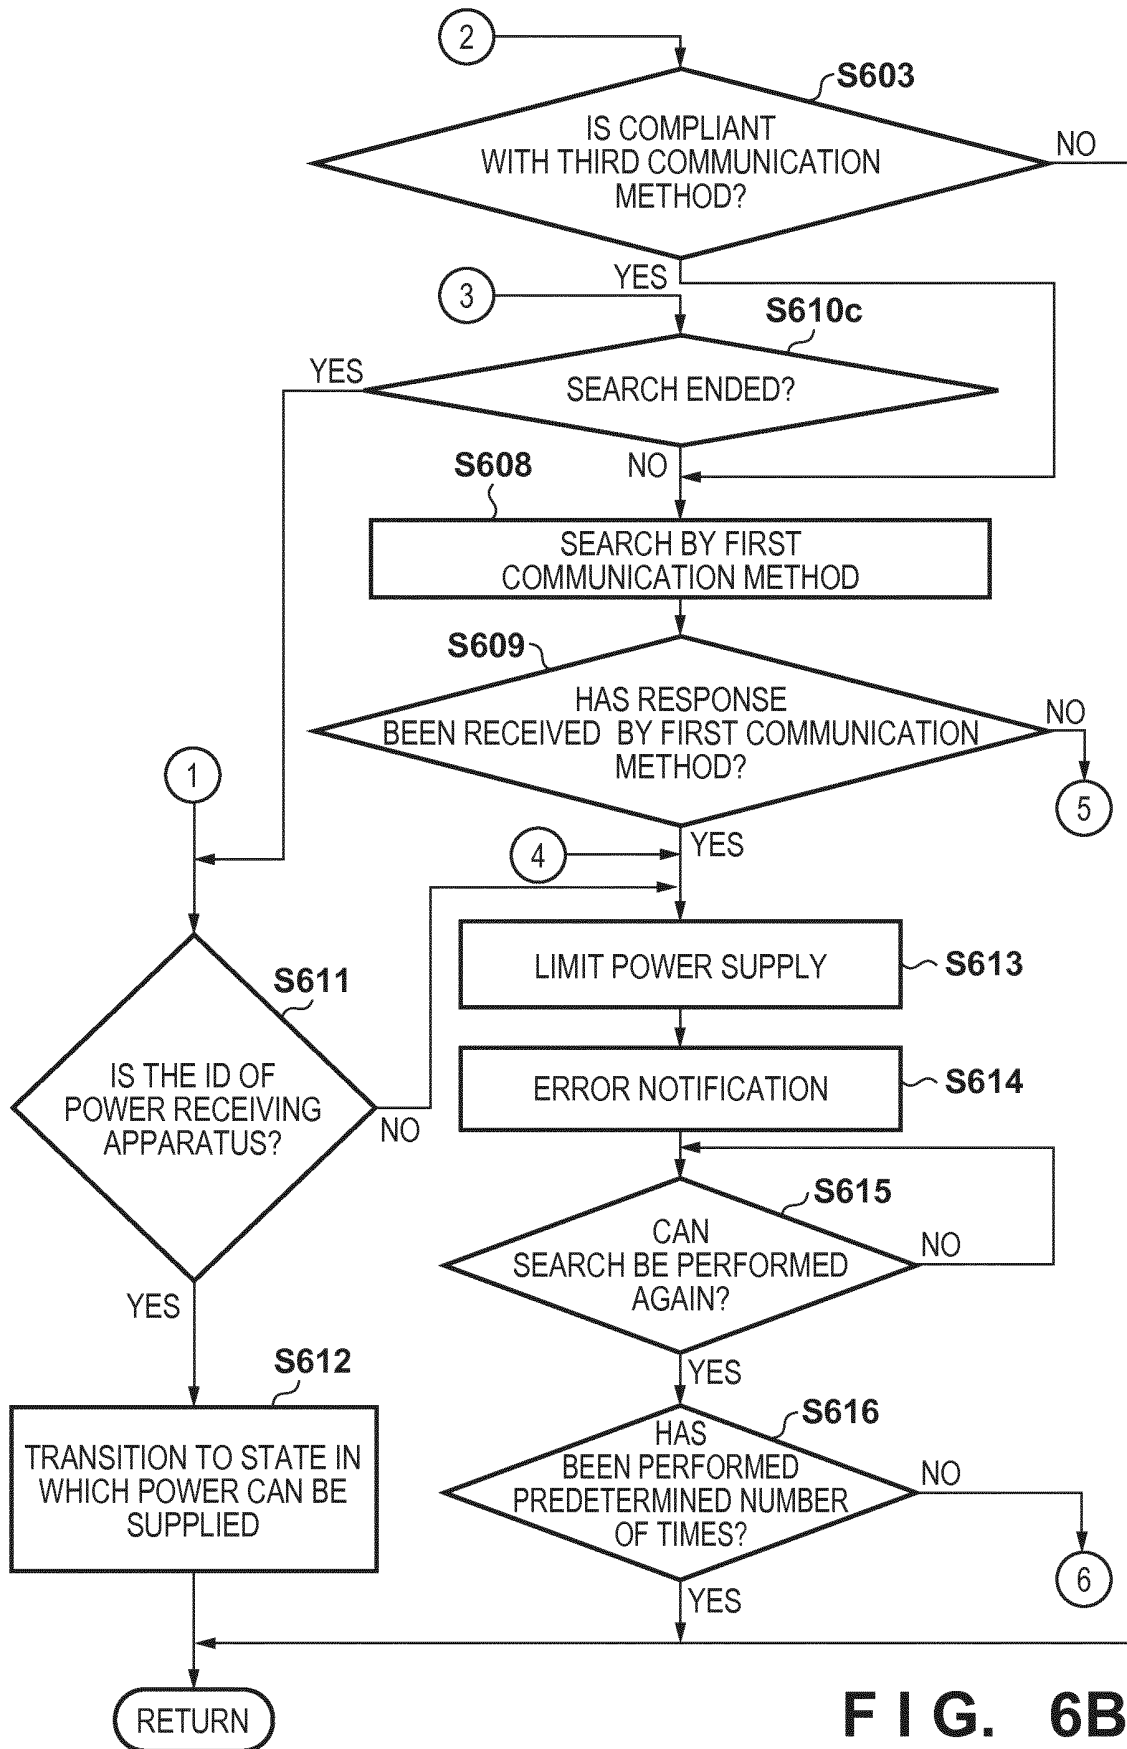 2
S603
IS COMPLIANT
WITH THIRD COMMUNICATION
METHOD?
NO
YES
3
S610c
YES
SEARCH ENDED?
NO
S608
SEARCH BY FIRST
COMMUNICATION METHOD
S609
HAS RESPONSE
BEEN RECEIVED BY FIRST COMMUNICATION
METHOD?
NO
5
1
YES
4
LIMIT POWER SUPPLY
S613
S611
IS THE ID OF
POWER RECEIVING
APPARATUS?
NO
ERROR NOTIFICATION
S614
S615
CAN
SEARCH BE PERFORMED
AGAIN?
NO
YES
YES
S612
TRANSITION TO STATE IN
WHICH POWER CAN BE
SUPPLIED
S616
HAS
BEEN PERFORMED
PREDETERMINED NUMBER
OF TIMES?
NO
6
YES
RETURN
FIG. 6B